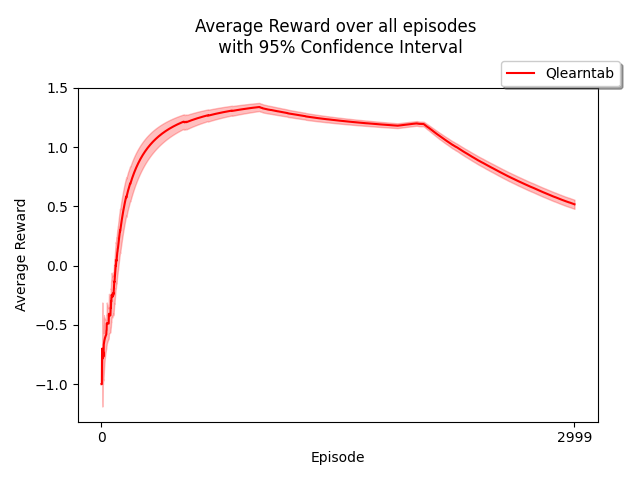 Average Reward over all episodes
with 95% Confidence Interval
Qlearntab
1.5
1.0
0.5
0.0
−0.5
−1.0
Average Reward
0
2999
Episode